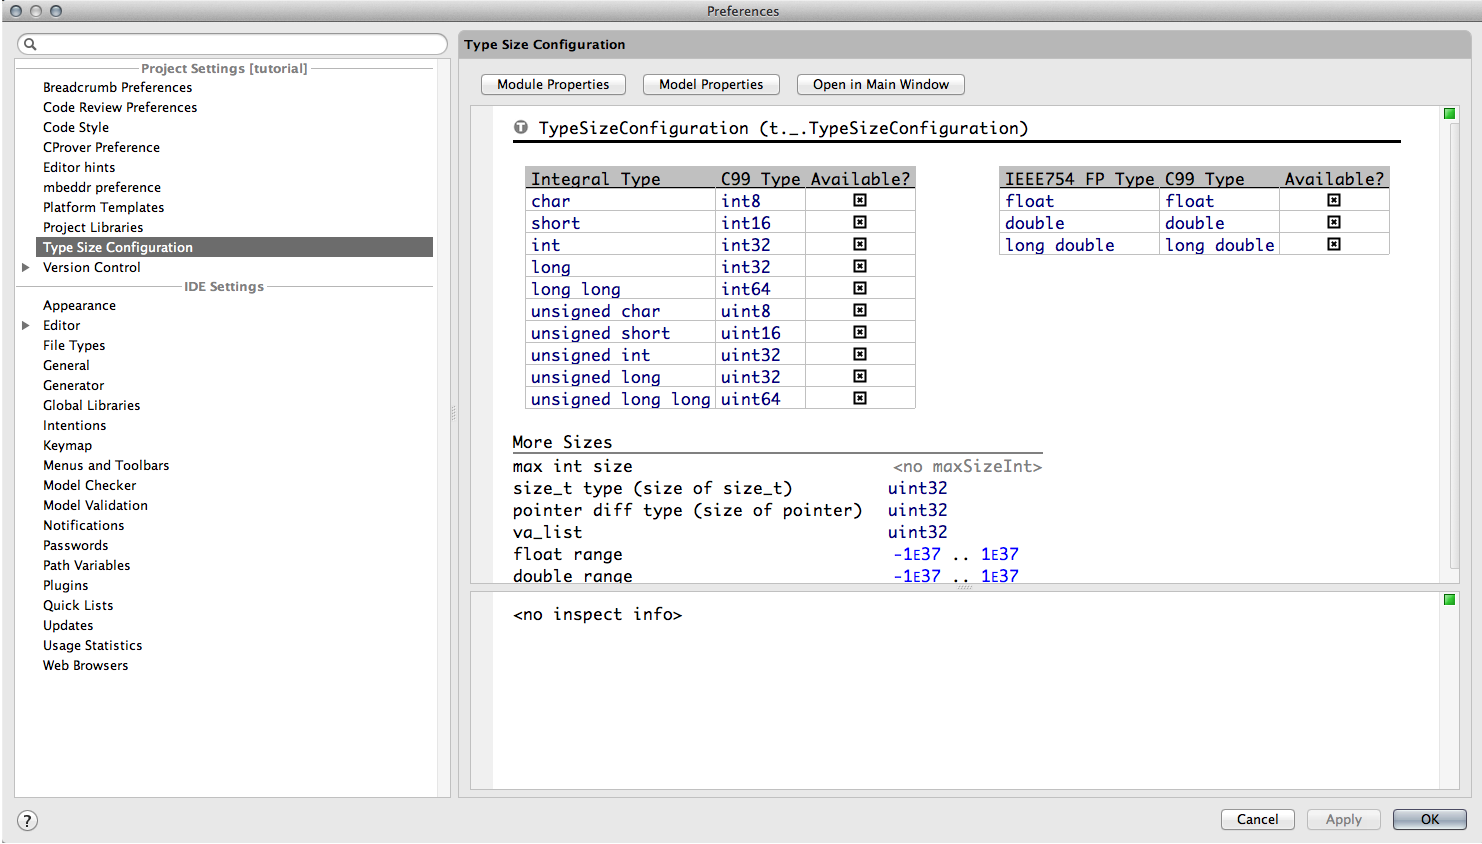 Preferences
Project Settings [tutorial]
Breadcrumb Preferences
Code Review Preferences
Code Style
CProver Preference
Editor hints
mbeddr preference
Platform Templates
Project Libraries
Type Size Configuration
Version Control
IDE Settings
Appearance
Editor
File Types
General
Generator
Global Libraries
Intentions
Keymap
Menus and Toolbars
Model Checker
Model Validation
Notifications
Passwords
Path Variables
Plugins
Quick Lists
Updates
Usage Statistics
Web Browsers
?
Type Size Configuration
Module Properties Model Properties Open in Main Window
T TypeSizeConfiguration (t._.TypeSizeConfiguration)
Integral Type C99 Type Available?
char int8
short int16
int int32
long int32
long long int64
unsigned char uint8
unsigned short uint16
unsigned int uint32
unsigned long uint32
unsigned long long uint64
IEEE754 FP Type C99 Type Available?
float float
double double
long double long double
More Sizes
max int size <no maxSizeInt>
size_t type (size of size_t) uint32
pointer diff type (size of pointer) uint32
va_list uint32
float range -1E37 .. 1E37
double range -1E37 .. 1E37
<no inspect info>
Cancel Apply OK